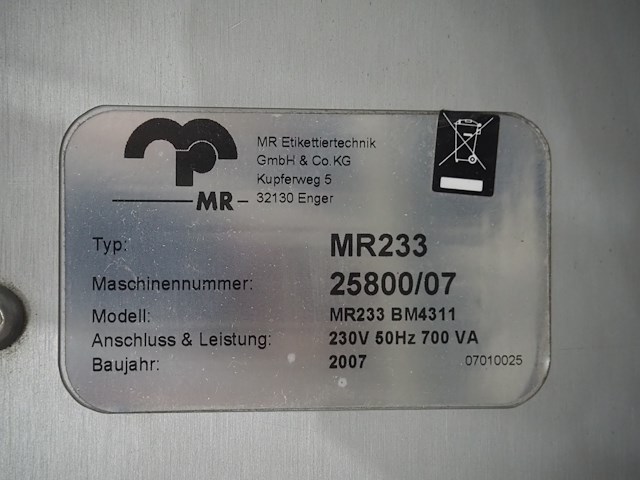 MR Etikettiertechnik
GmbH & Co.KG
Kupferweg 5
MR 32130 Enger
Typ: MR233
Maschinennummer: 25800/07
Modell: MR233 BM4311
Anschluss & Leistung: 230V 50Hz 700 VA
Baujahr: 2007 07010025